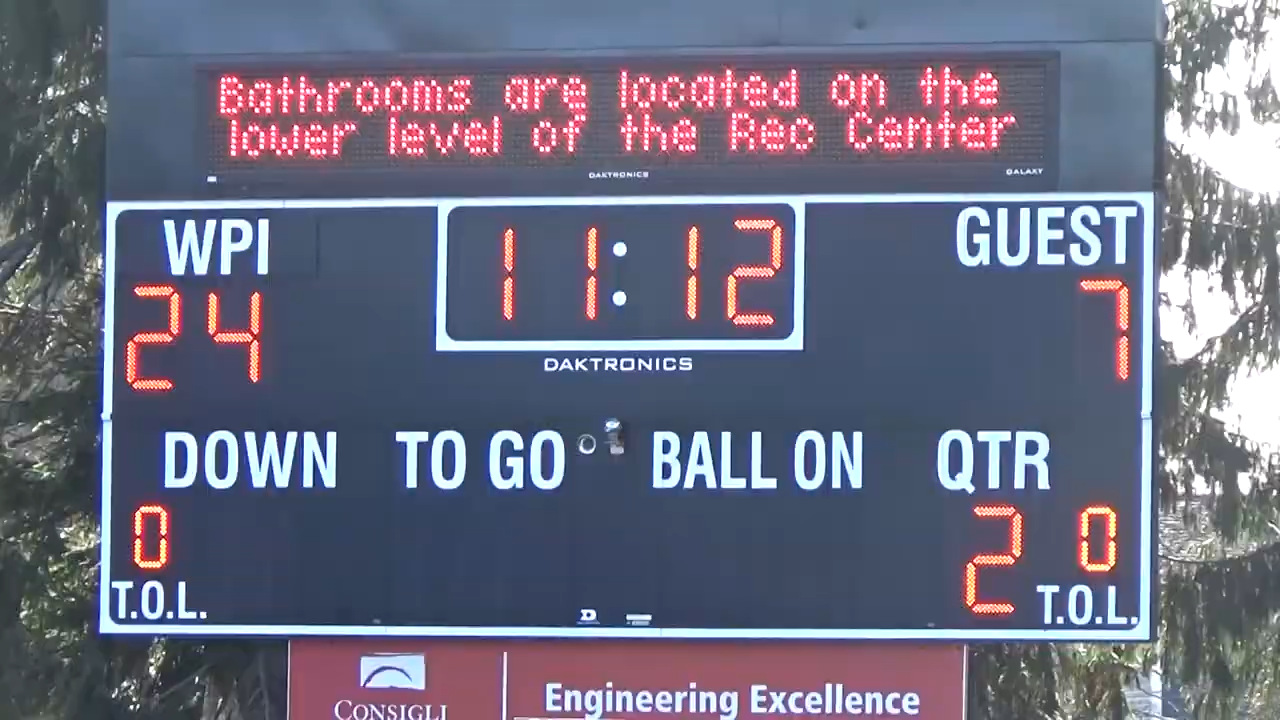 Bathrooms are located on the
lower level of the Rec Center
DAKTRONICS
GALAXY
WPI
11:12
GUEST
24
7
DAKTRONICS
DOWN TO GO BALL ON QTR
0
2
0
T.O.L.
T.O.L.
CONSIGLI
Engineering Excellence